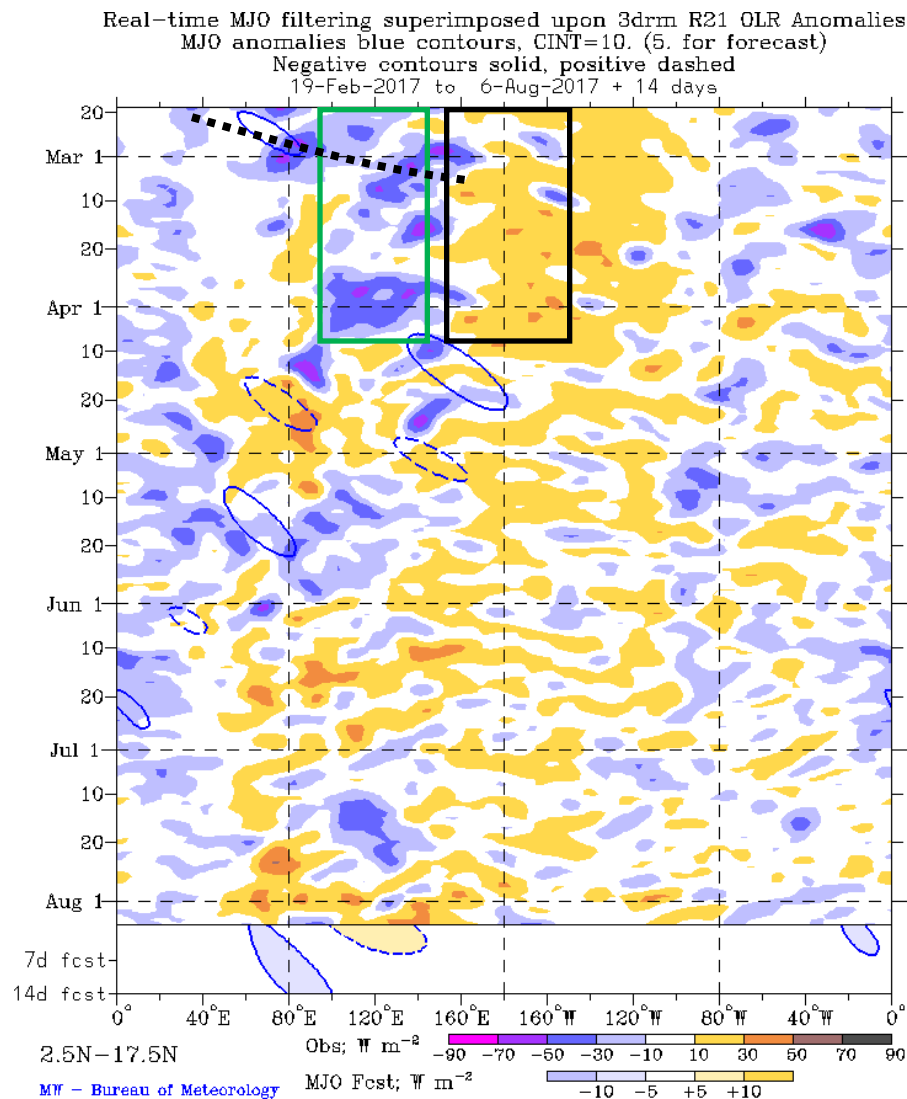 Real-time MJO filtering superimposed upon 3drm R21 OLR Anomalies
MJO anomalies blue contours, CINT=10. (5. for forecast)
Negative contours solid, positive dashed
19-Feb-2017 to 6-Aug-2017 + 14 days
20
Mar 1
10
20
Apr 1
10
20
May 1
10
20
Jun 1
10
20
Jul 1
10
20
Aug 1
7d fcst
14d fcst
0° 40°E 80°E 120°E 160°E 160°W 120°W 80°W 40°W 0°
2.5N-17.5N
Obs; W m⁻²
-90 -70 -50 -30 -10 10 30 50 70 90
MW - Bureau of Meteorology
MJO Fcst; W m⁻²
-10 -5 +5 +10